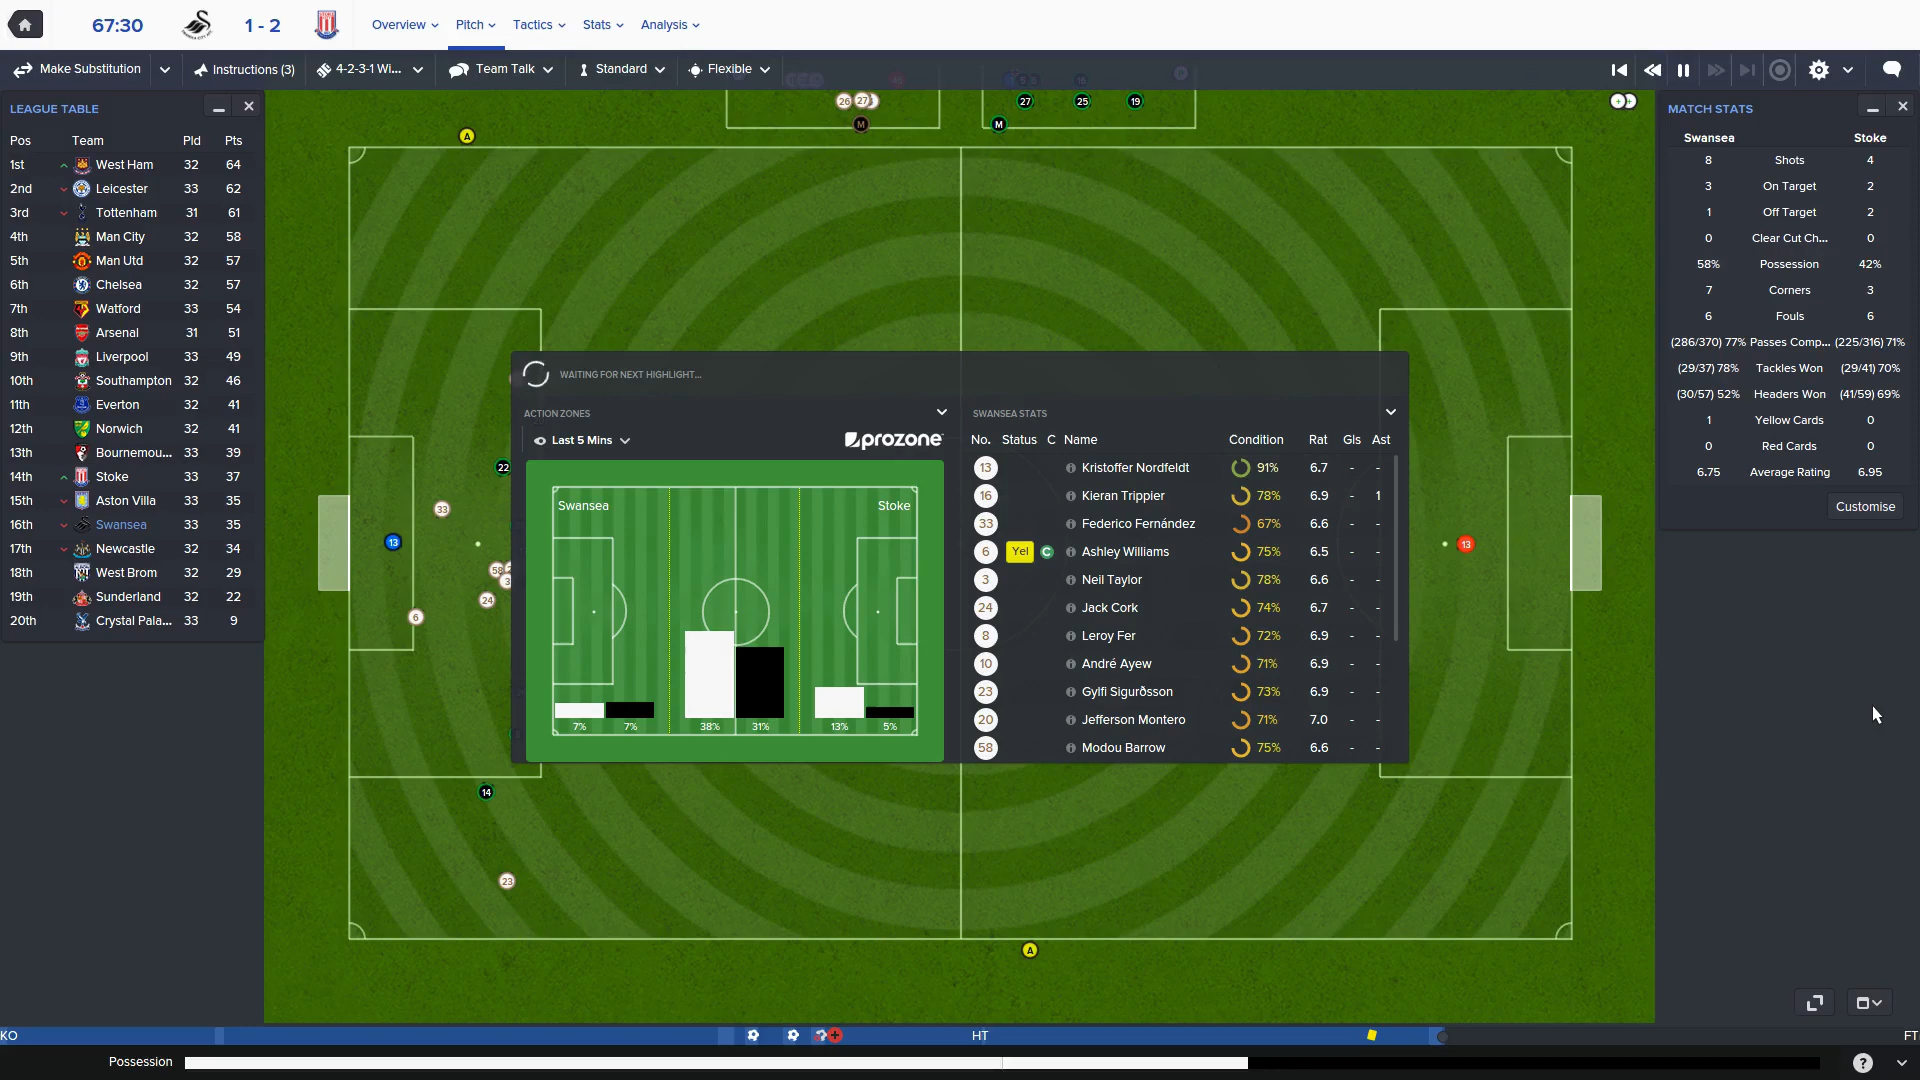 67:30 1 - 2 Overview Pitch Tactics Stats Analysis
Make Substitution Instructions (3) 4-2-3-1 Wi... Team Talk Standard Flexible
LEAGUE TABLE
Pos Team Pld Pts
1st West Ham 32 64
2nd Leicester 33 62
3rd Tottenham 31 61
4th Man City 32 58
5th Man Utd 32 57
6th Chelsea 32 57
7th Watford 33 54
8th Arsenal 31 51
9th Liverpool 33 49
10th Southampton 32 46
11th Everton 32 41
12th Norwich 32 41
13th Bournemou... 33 39
14th Stoke 33 37
15th Aston Villa 33 35
16th Swansea 33 35
17th Newcastle 32 34
18th West Brom 32 29
19th Sunderland 32 22
20th Crystal Pala... 33 9
26 27
M
27 25 19
M
A
22
33
13
58
24
6
14
23
A
13
WAITING FOR NEXT HIGHLIGHT...
ACTION ZONES
Last 5 Mins prozone
Swansea Stoke
7% 7% 38% 31% 13% 5%
SWANSEA STATS
No. Status C Name Condition Rat Gls Ast
13 Kristoffer Nordfeldt 91% 6.7 - -
16 Kieran Trippier 78% 6.9 - 1
33 Federico Fernández 67% 6.6 - -
6 Yel C Ashley Williams 75% 6.5 - -
3 Neil Taylor 78% 6.6 - -
24 Jack Cork 74% 6.7 - -
8 Leroy Fer 72% 6.9 - -
10 André Ayew 71% 6.9 - -
23 Gylfi Sigurðsson 73% 6.9 - -
20 Jefferson Montero 71% 7.0 - -
58 Modou Barrow 75% 6.6 - -
MATCH STATS
Swansea Stoke
8 Shots 4
3 On Target 2
1 Off Target 2
0 Clear Cut Ch... 0
58% Possession 42%
7 Corners 3
6 Fouls 6
(286/370) 77% Passes Comp... (225/316) 71%
(29/37) 78% Tackles Won (29/41) 70%
(30/57) 52% Headers Won (41/59) 69%
1 Yellow Cards 0
0 Red Cards 0
6.75 Average Rating 6.95
Customise
KO HT FT
Possession ?